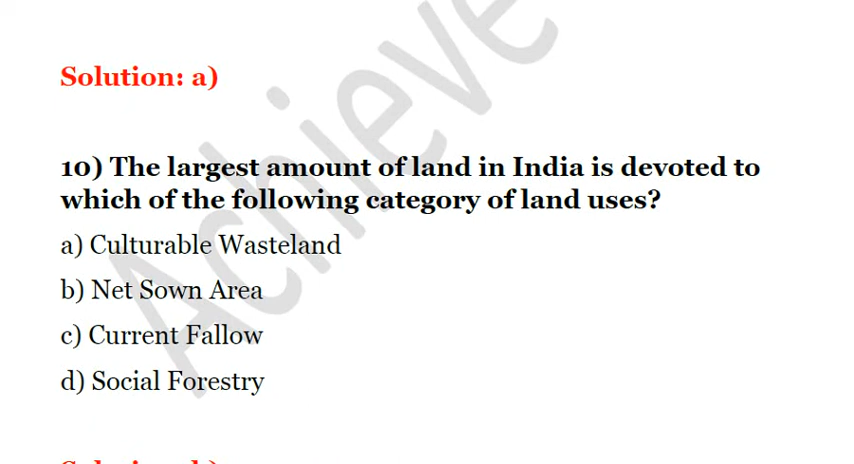 Solution: a)
Achieve
10) The largest amount of land in India is devoted to
which of the following category of land uses?
a) Culturable Wasteland
b) Net Sown Area
c) Current Fallow
d) Social Forestry